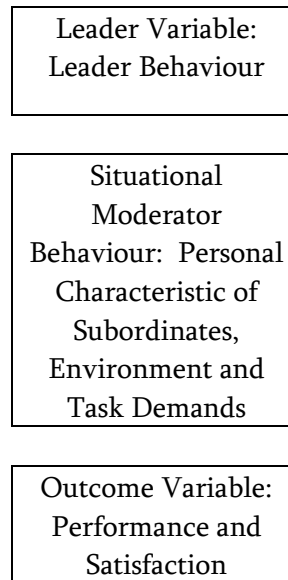 Leader Variable:
Leader Behaviour
Situational
Moderator
Behaviour: Personal
Characteristic of
Subordinates,
Environment and
Task Demands
Outcome Variable:
Performance and
Satisfaction